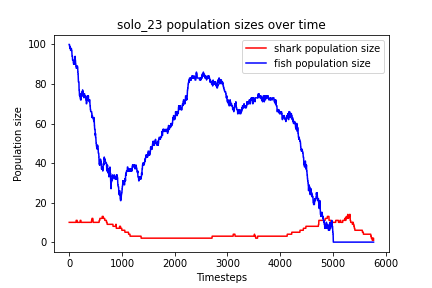 solo_23 population sizes over time
100
80
60
40
20
0
Population size
shark population size
fish population size
0 1000 2000 3000 4000 5000 6000
Timesteps